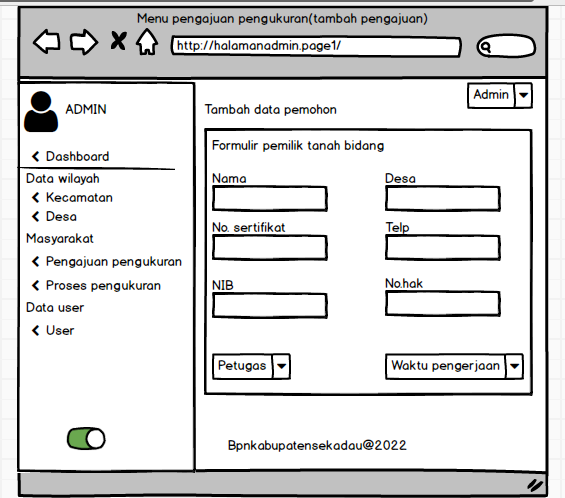 Menu pengajuan pengukuran(tambah pengajuan)
http://halamanadmin.page1/
Admin
ADMIN
Dashboard
Data wilayah
Kecamatan
Desa
Masyarakat
Pengajuan pengukuran
Proses pengukuran
Data user
User
Tambah data pemohon
Formulir pemilik tanah bidang
Nama
Desa
No. sertifikat
Telp
NIB
No.hak
Petugas
Waktu pengerjaan
Bpnkabupatensekadau@2022